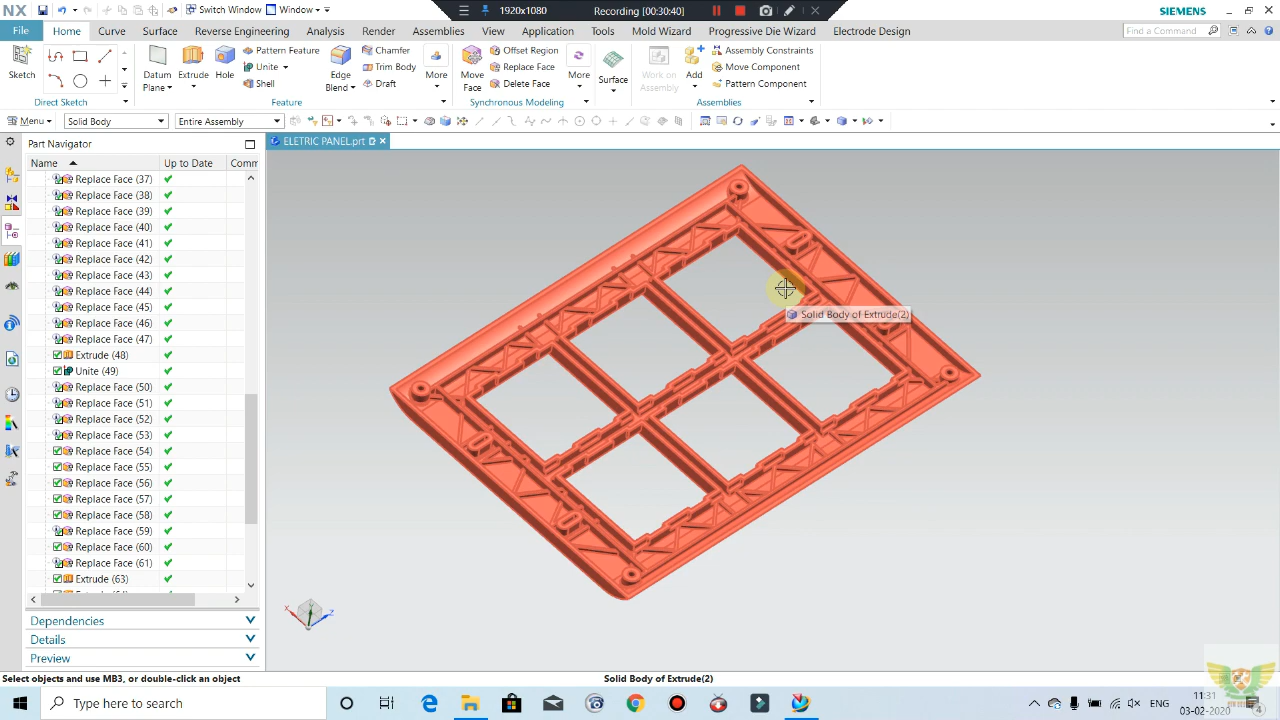 NX Switch Window Window 1920x1080 Recording [00:30:40] SIEMENS
File Home Curve Surface Reverse Engineering Analysis Render Assemblies View Application Tools Mold Wizard Progressive Die Wizard Electrode Design Find a Command
Sketch Datum Plane Extrude Hole Pattern Feature Unite Shell Edge Blend Chamfer Trim Body Draft More Move Face Offset Region Replace Face Delete Face More Surface Work on Assembly Add Assembly Constraints Move Component Pattern Component
Direct Sketch Feature Synchronous Modeling Assemblies
Menu Solid Body Entire Assembly
Part Navigator ELETRIC PANEL.prt
Name Up to Date Comm
Replace Face (37)
Replace Face (38)
Replace Face (39)
Replace Face (40)
Replace Face (41)
Replace Face (42)
Replace Face (43)
Replace Face (44)
Replace Face (45)
Replace Face (46)
Replace Face (47)
Extrude (48)
Unite (49)
Replace Face (50)
Replace Face (51)
Replace Face (52)
Replace Face (53)
Replace Face (54)
Replace Face (55)
Replace Face (56)
Replace Face (57)
Replace Face (58)
Replace Face (59)
Replace Face (60)
Replace Face (61)
Extrude (63)
Solid Body of Extrude(2)
X Z
Dependencies
Details
Preview
Select objects and use MB3, or double-click an object Solid Body of Extrude(2)
Type here to search ENG 11:31
03-02-2020 4